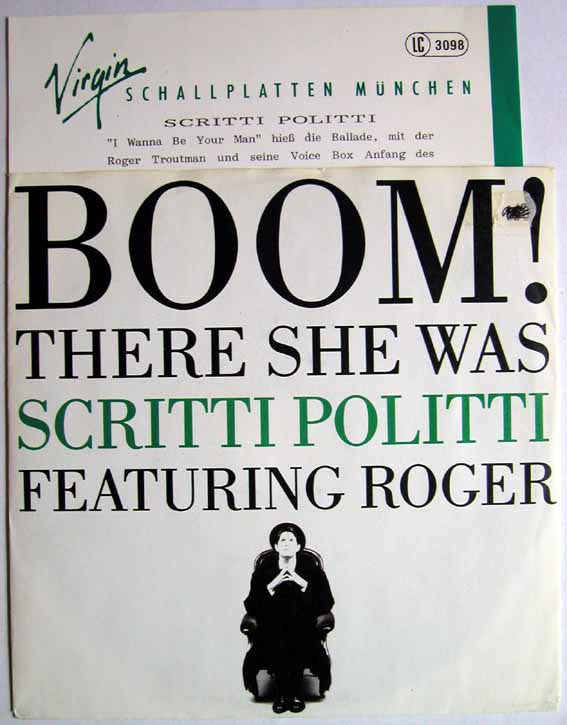 Virgin
LC 3098
SCHALLPLATTEN MÜNCHEN
SCRITTI POLITTI
"I Wanna Be Your Man" hieß die Ballade, mit der
Roger Troutman und seine Voice Box Anfang des
BOOM!
THERE SHE WAS
SCRITTI POLITTI
FEATURING ROGER